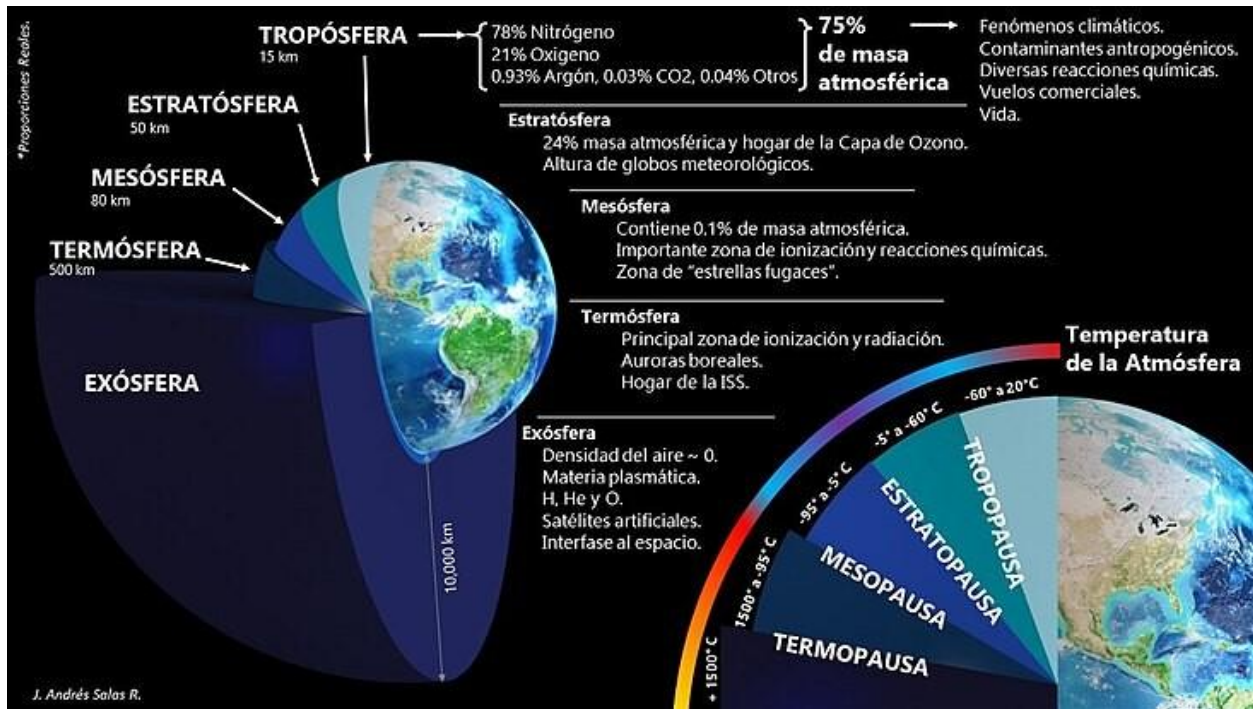 *Proporciones Reales.
TROPÓSFERA
15 km
78% Nitrógeno
21% Oxigeno
0.93% Argón, 0.03% CO2, 0.04% Otros
75%
de masa
atmosférica
Fenómenos climáticos.
Contaminantes antropogénicos.
Diversas reacciones químicas.
Vuelos comerciales.
Vida.
ESTRATÓSFERA
50 km
MESÓSFERA
80 km
TERMÓSFERA
500 km
EXÓSFERA
10,000 km
Estratósfera
24% masa atmosférica y hogar de la Capa de Ozono.
Altura de globos meteorológicos.
Mesósfera
Contiene 0.1% de masa atmosférica.
Importante zona de ionización y reacciones químicas.
Zona de “estrellas fugaces”.
Termósfera
Principal zona de ionización y radiación.
Auroras boreales.
Hogar de la ISS.
Exósfera
Densidad del aire ~ 0.
Materia plasmática.
H, He y O.
Satélites artificiales.
Interfase al espacio.
Temperatura
de la Atmósfera
-60° a 20°C
-5° a -60° C
-95° a -5° C
1500° a -95° C
+ 1500° C
TROPOPAUSA
ESTRATOPAUSA
MESOPAUSA
TERMOPAUSA
J. Andrés Salas R.